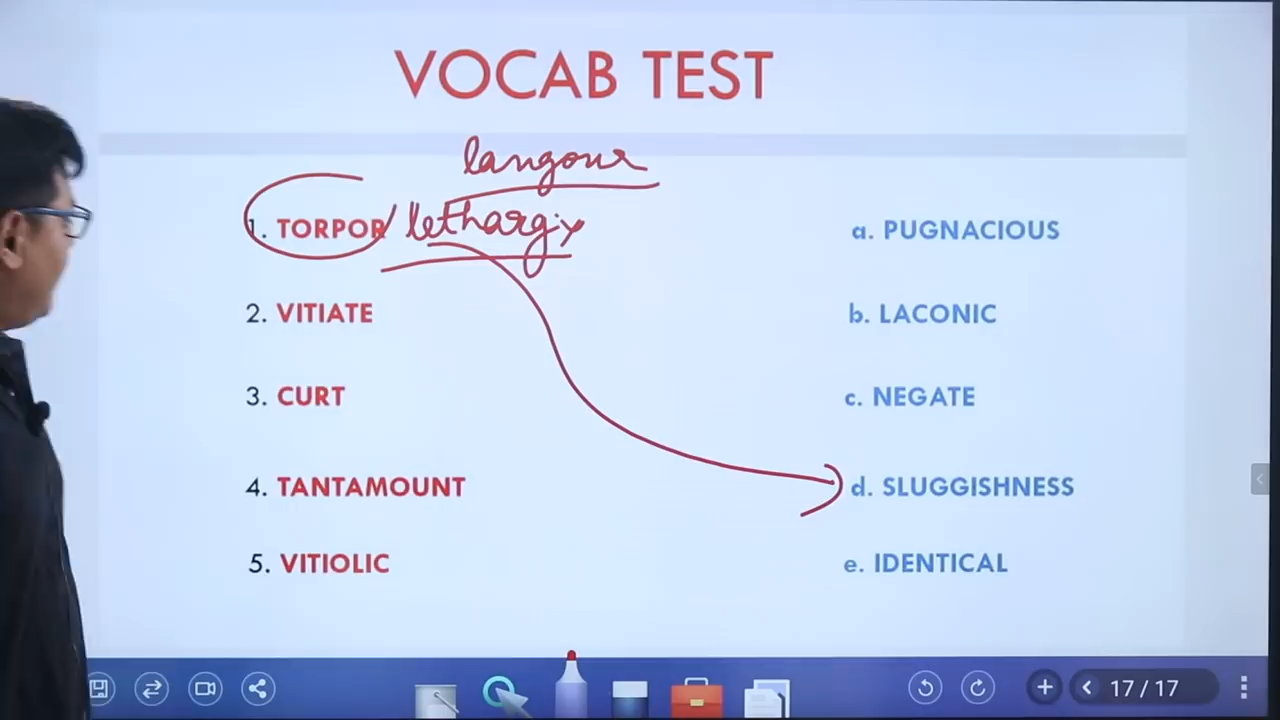 VOCAB TEST
langour
1. TORPOR / lethargy
a. PUGNACIOUS
2. VITIATE
b. LACONIC
3. CURT
c. NEGATE
4. TANTAMOUNT
d. SLUGGISHNESS
5. VITIOLIC
e. IDENTICAL
17 / 17